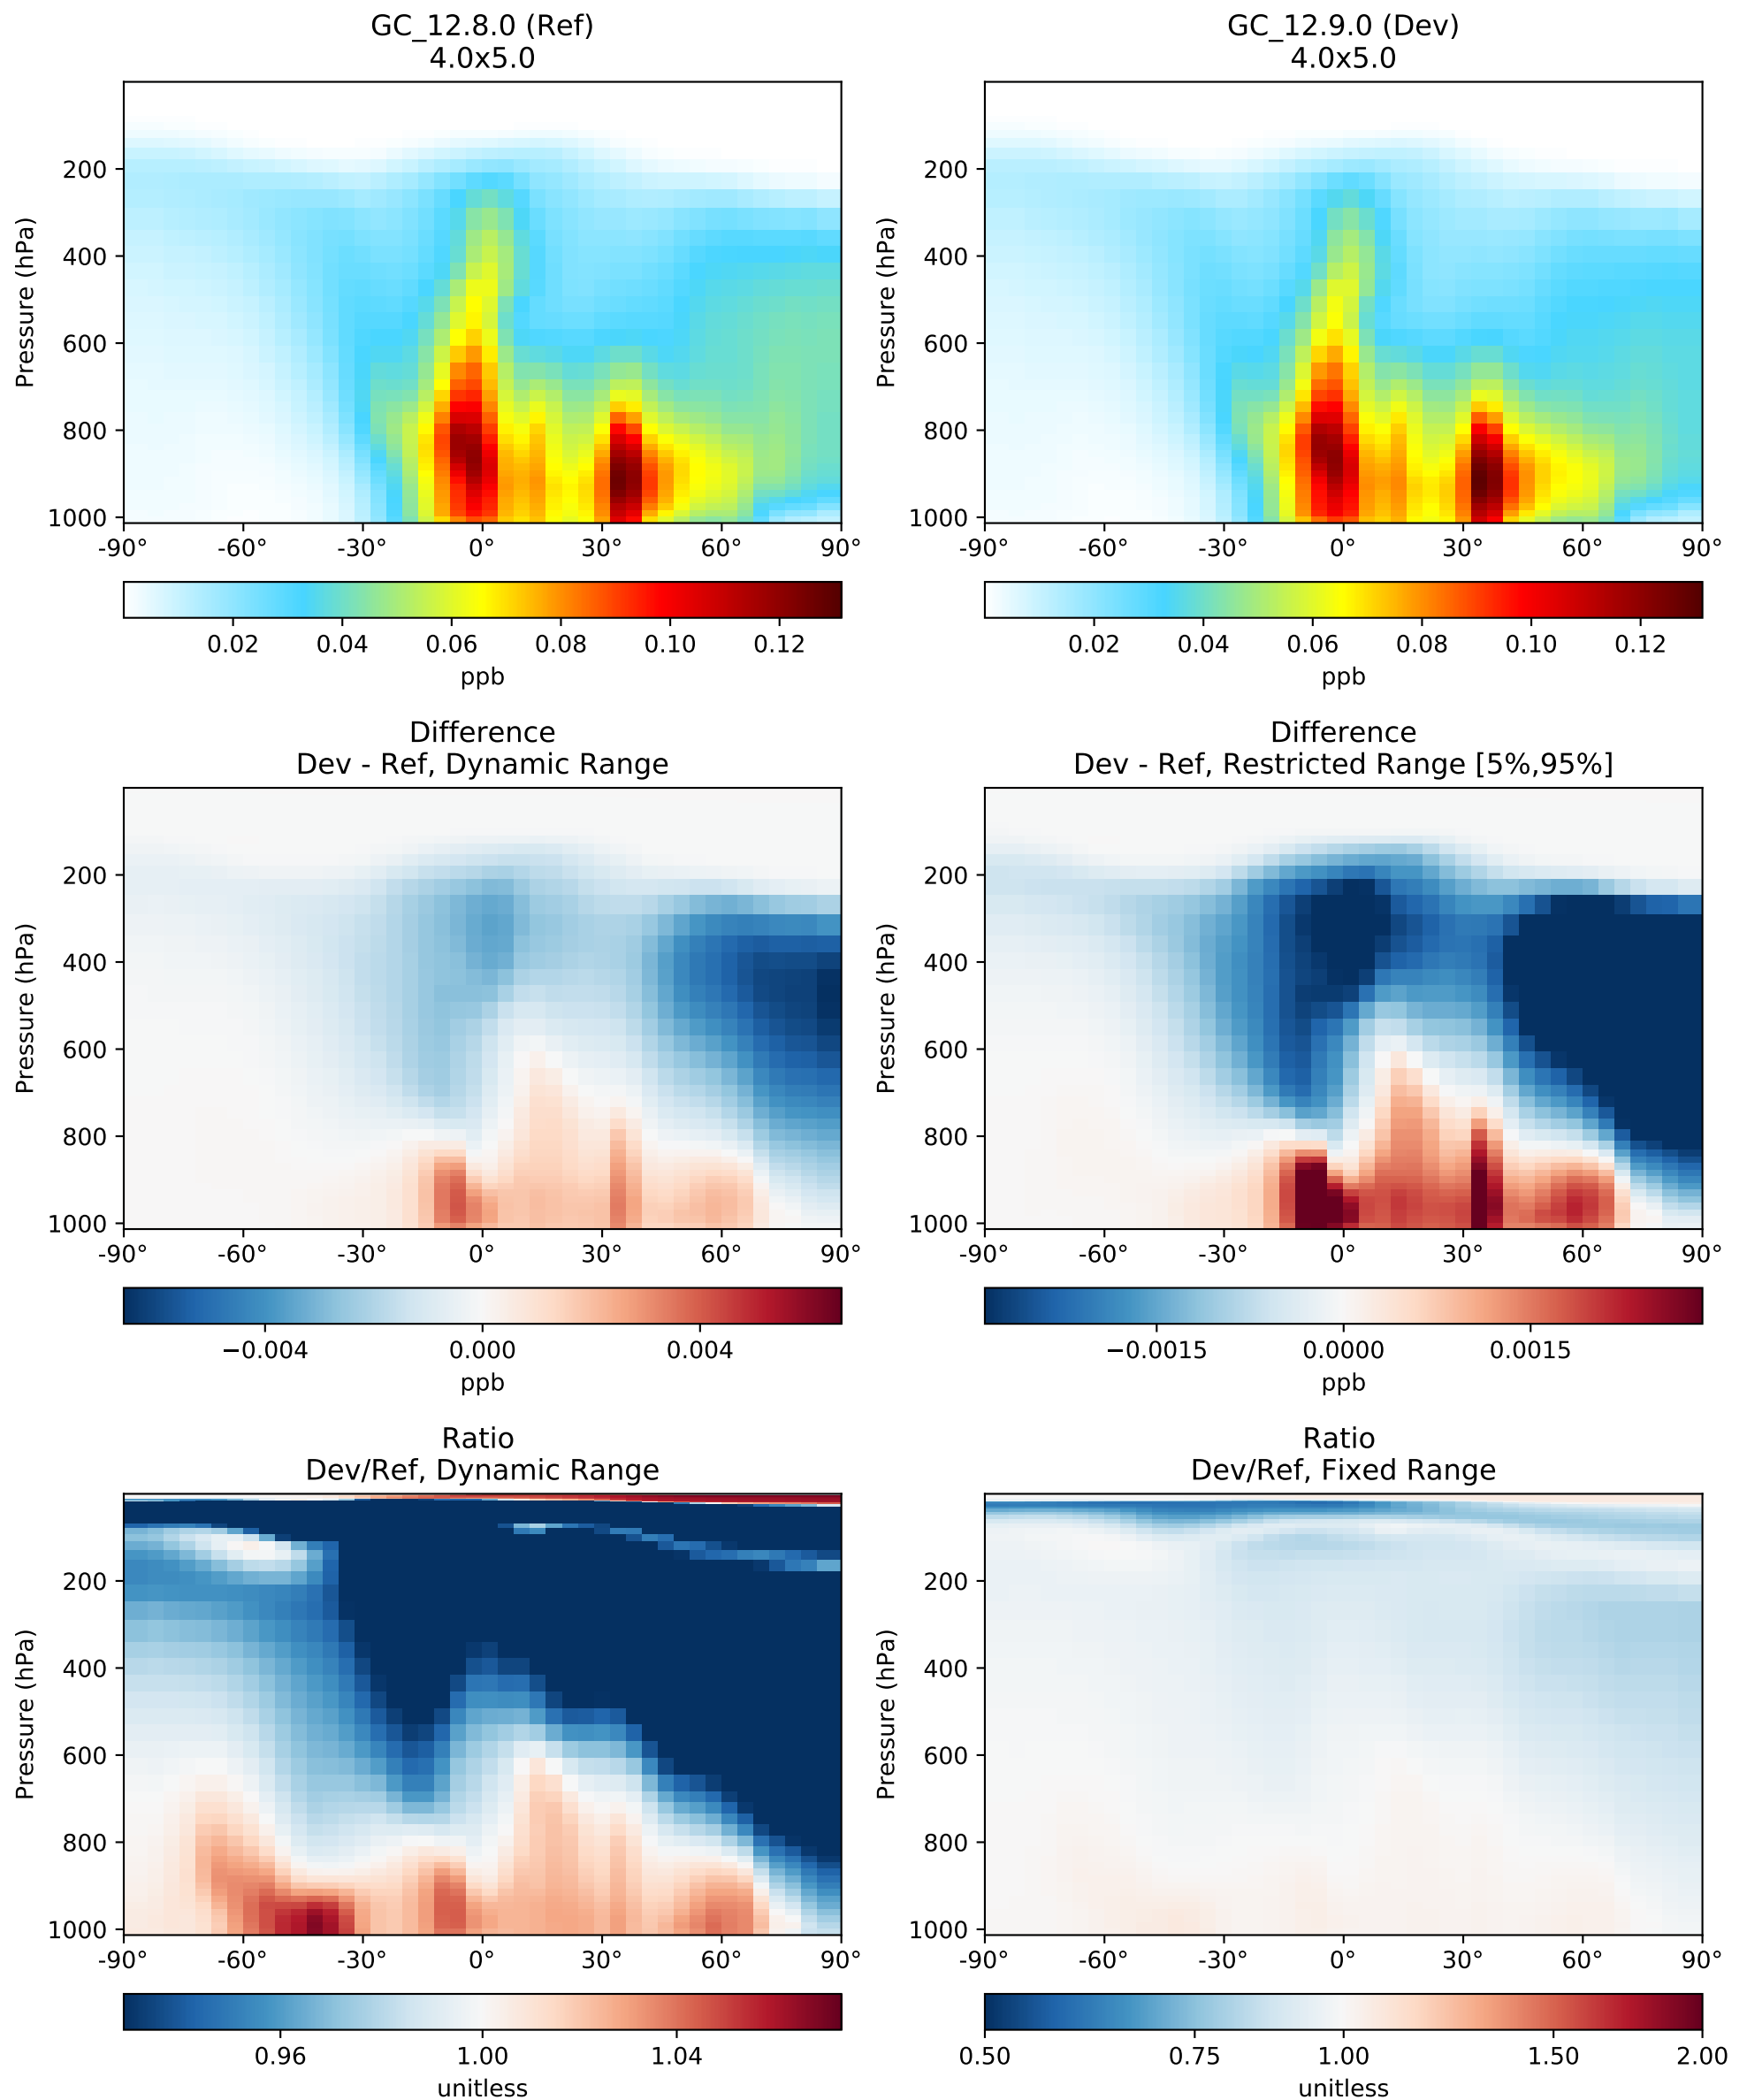 GC_12.8.0 (Ref)
4.0x5.0
Pressure (hPa)
200
400
600
800
1000
-90° -60° -30° 0° 30° 60° 90°
0.02 0.04 0.06 0.08 0.10 0.12
ppb
GC_12.9.0 (Dev)
4.0x5.0
Pressure (hPa)
200
400
600
800
1000
-90° -60° -30° 0° 30° 60° 90°
0.02 0.04 0.06 0.08 0.10 0.12
ppb
Difference
Dev - Ref, Dynamic Range
Pressure (hPa)
200
400
600
800
1000
-90° -60° -30° 0° 30° 60° 90°
−0.004 0.000 0.004
ppb
Difference
Dev - Ref, Restricted Range [5%,95%]
Pressure (hPa)
200
400
600
800
1000
-90° -60° -30° 0° 30° 60° 90°
−0.0015 0.0000 0.0015
ppb
Ratio
Dev/Ref, Dynamic Range
Pressure (hPa)
200
400
600
800
1000
-90° -60° -30° 0° 30° 60° 90°
0.96 1.00 1.04
unitless
Ratio
Dev/Ref, Fixed Range
Pressure (hPa)
200
400
600
800
1000
-90° -60° -30° 0° 30° 60° 90°
0.50 0.75 1.00 1.50 2.00
unitless